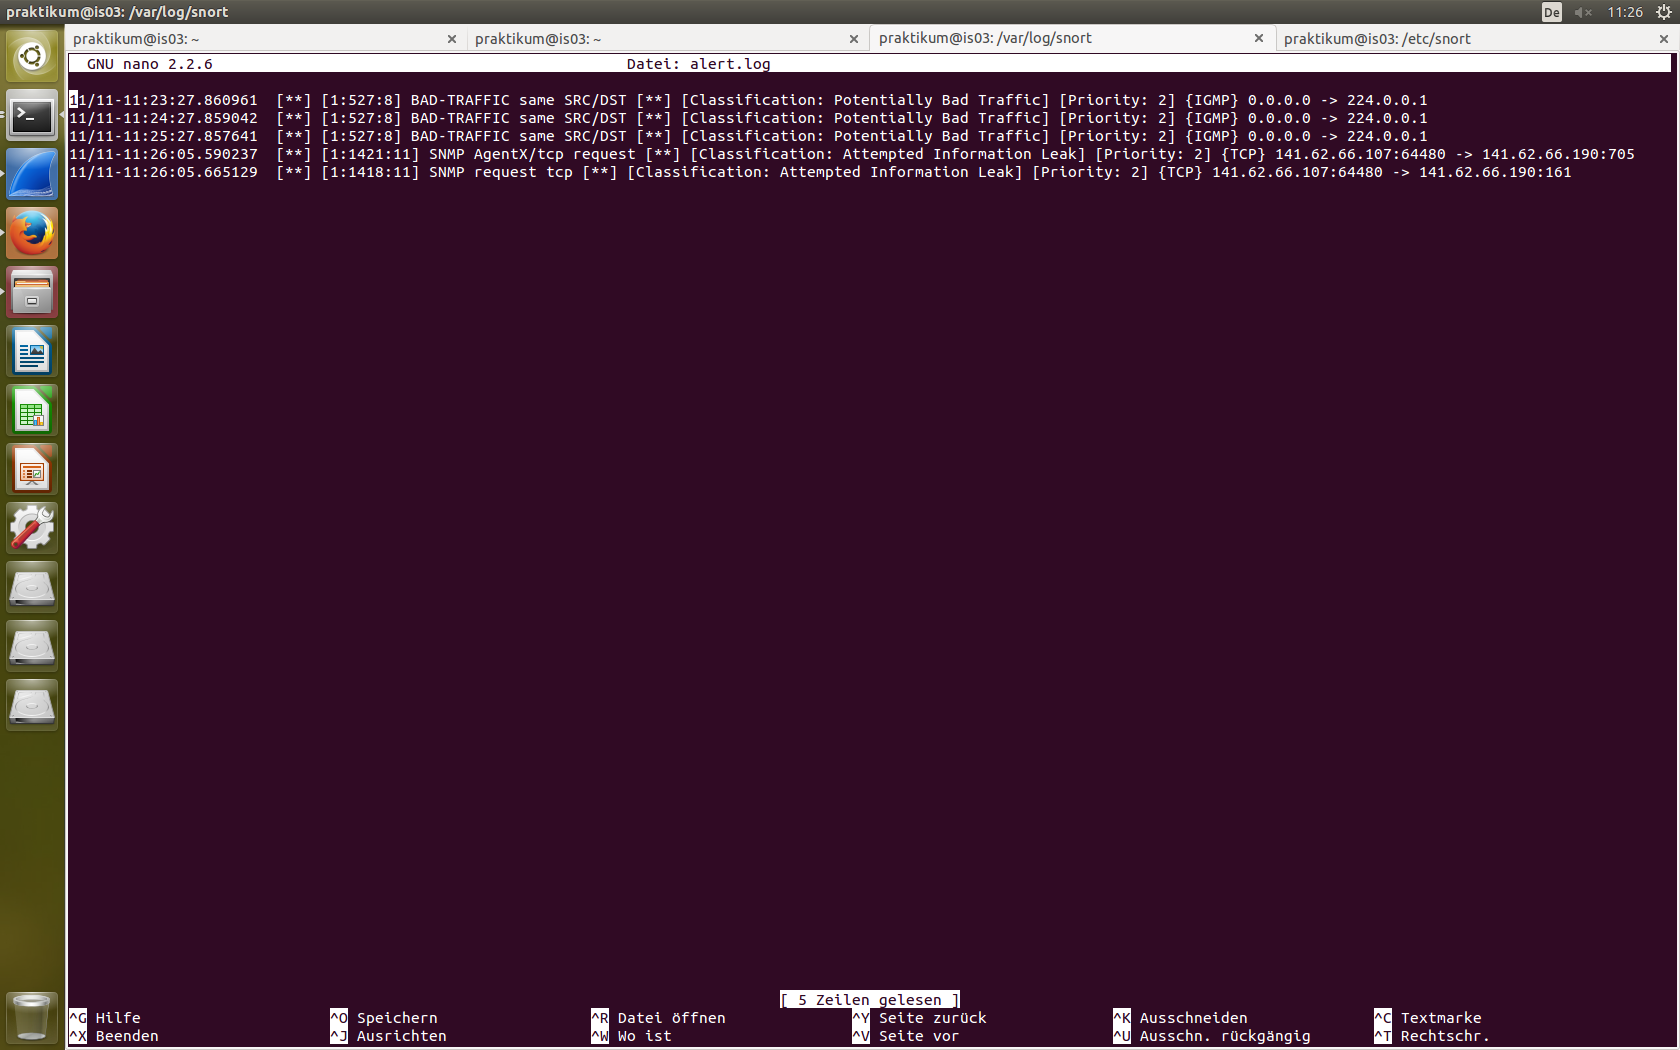 praktikum@is03: /var/log/snort
De
11:26
praktikum@is03: ~
praktikum@is03: ~
praktikum@is03: /var/log/snort
praktikum@is03: /etc/snort
GNU nano 2.2.6 Datei: alert.log
11/11-11:23:27.860961 [**] [1:527:8] BAD-TRAFFIC same SRC/DST [**] [Classification: Potentially Bad Traffic] [Priority: 2] {IGMP} 0.0.0.0 -> 224.0.0.1
11/11-11:24:27.859042 [**] [1:527:8] BAD-TRAFFIC same SRC/DST [**] [Classification: Potentially Bad Traffic] [Priority: 2] {IGMP} 0.0.0.0 -> 224.0.0.1
11/11-11:25:27.857641 [**] [1:527:8] BAD-TRAFFIC same SRC/DST [**] [Classification: Potentially Bad Traffic] [Priority: 2] {IGMP} 0.0.0.0 -> 224.0.0.1
11/11-11:26:05.590237 [**] [1:1421:11] SNMP AgentX/tcp request [**] [Classification: Attempted Information Leak] [Priority: 2] {TCP} 141.62.66.107:64480 -> 141.62.66.190:705
11/11-11:26:05.665129 [**] [1:1418:11] SNMP request tcp [**] [Classification: Attempted Information Leak] [Priority: 2] {TCP} 141.62.66.107:64480 -> 141.62.66.190:161
[ 5 Zeilen gelesen ]
^G Hilfe ^O Speichern ^R Datei öffnen ^Y Seite zurück ^K Ausschneiden ^C Textmarke
^X Beenden ^J Ausrichten ^W Wo ist ^V Seite vor ^U Ausschn. rückgängig ^T Rechtschr.